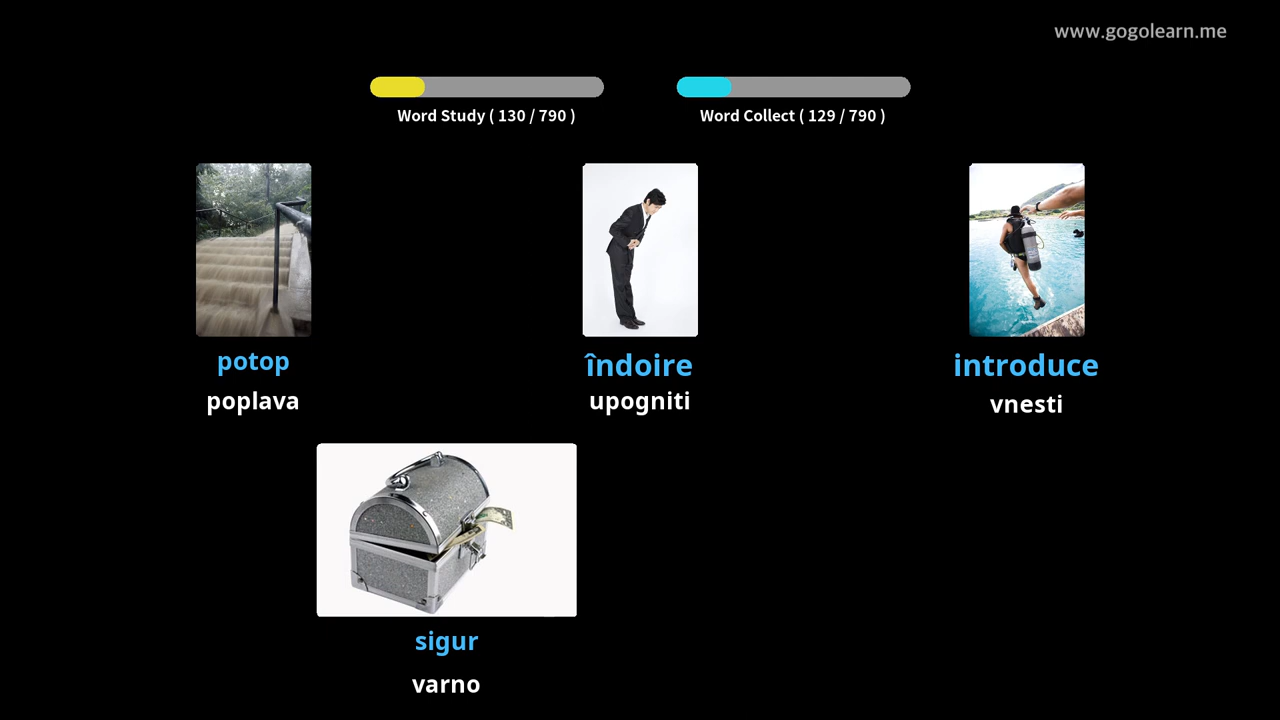 www.gogolearn.me
Word Study ( 130 / 790 )
Word Collect ( 129 / 790 )
potop
poplava
îndoire
upogniti
introduce
vnesti
sigur
varno